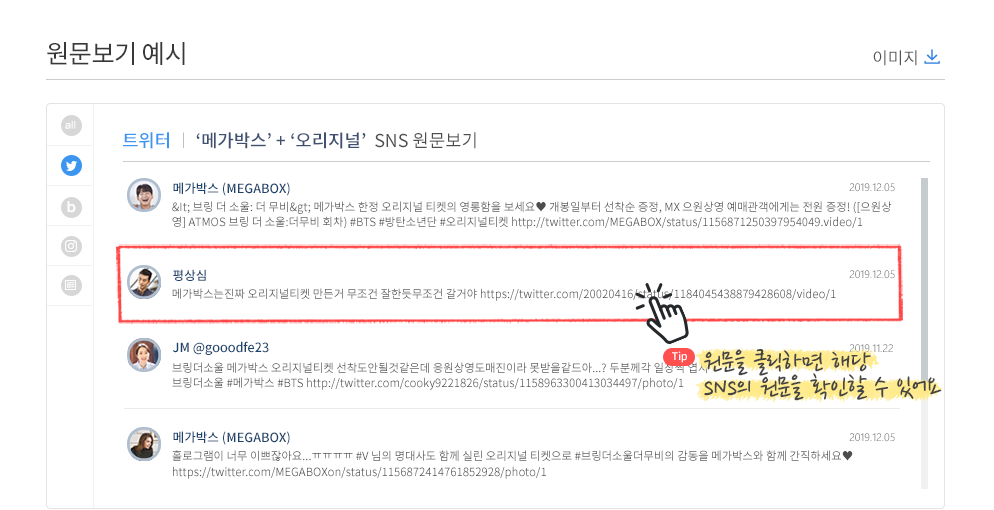 원문보기 예시
이미지
all
트위터 | ‘메가박스’ + ‘오리지널’ SNS 원문보기
b
메가박스 (MEGABOX)
2019.12.05
&It; 브링 더 소울: 더 무비&gt; 메가박스 한정 오리지널 티켓의 영롱함을 보세요♥ 개봉일부터 선착순 증정, MX 으원상영 예매관객에게는 전원 증정! ([으원상
영] ATMOS 브링 더 소울:더무비 회차) #BTS #방탄소년단 #오리지널티켓 http://twitter.com/MEGABOX/status/1156871250397954049.video/1
평상심
2019.12.05
메가박스는진짜 오리지널티켓 만든거 무조건 잘한듯무조건 갈거야 https://twitter.com/20020416/status/1184045438879428608/video/1
JM @gooodfe23
2019.11.22
브링더소울 메가박스 오리지널티켓 선착도안될것같은데 응원상영도매진이라 못받을같드아...? 두분께각 일정액
브링더소울 #메가박스 #BTS http://twitter.com/cooky9221826/status/1158963300413034497/photo/1
Tip
원문을 클릭하면 해당
SNS의 원문을 확인할 수 있어요
메가박스 (MEGABOX)
2019.12.05
홀로그램이 너무 이쁘잖아요...ㅠㅠㅠㅠ #V 님의 명대사도 함께 실린 오리지널 티켓으로 #브링더소울더무비의 감동을 메가박스와 함께 간직하세요♥
https://twitter.com/MEGABOXon/status/1156872414761852928/photo/1